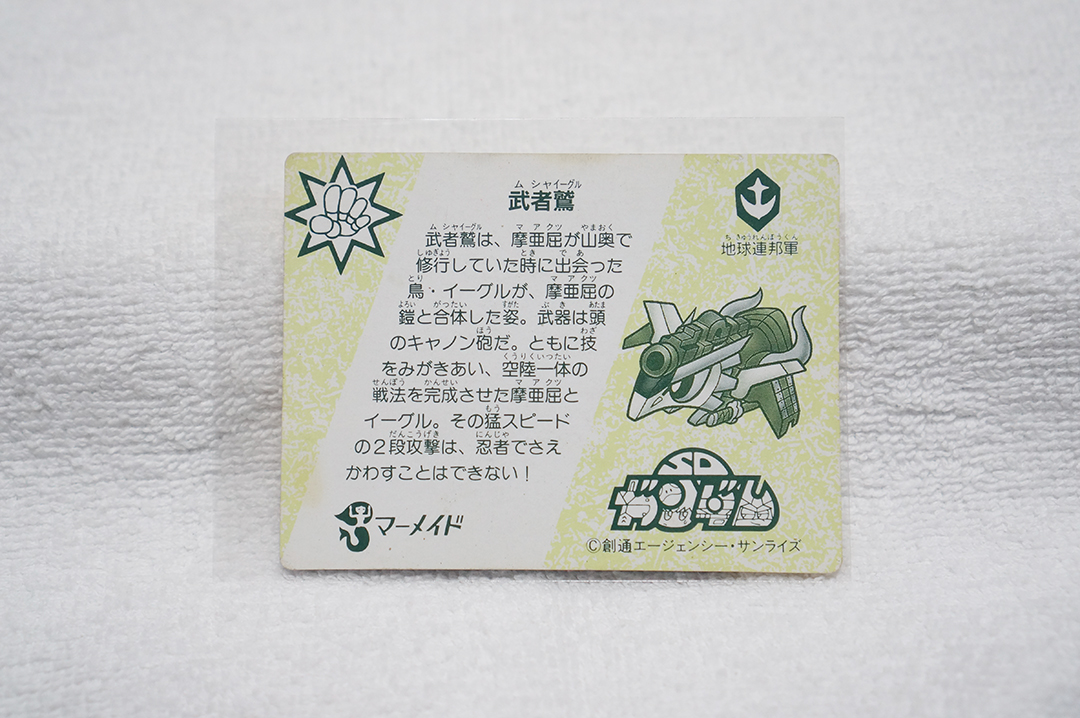 武者鷲
ムシャイーグル
武者鷲は、摩亜屈が山奥で
ムシャイーグル マアクツ やまおく
修行していた時に出会った
しゅぎょう とき であ
鳥・イーグルが、摩亜屈の
とり マアクツ
鎧と合体した姿。武器は頭
よろい がったい すがた ぶき あたま
のキャノン砲だ。ともに技
ほう わざ
をみがきあい、空陸一体の
くうりくいったい
戦法を完成させた摩亜屈と
せんぽう かんせい マアクツ
イーグル。その猛スピード
もう
の2段攻撃は、忍者でさえ
だんこうげき にんじゃ
かわすことはできない!
マーメイド
ちきゅうれんぽうぐん
地球連邦軍
SD
ガンダム
©創通エージェンシー・サンライズ